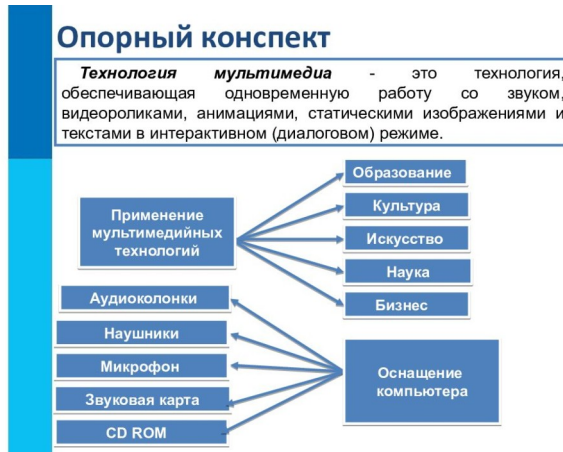 Опорный конспект
Технология мультимедиа - это технология,
обеспечивающая одновременную работу со звуком,
видеороликами, анимациями, статическими изображениями и
текстами в интерактивном (диалоговом) режиме.
Применение
мультимедийных
технологий
Образование
Культура
Искусство
Наука
Бизнес
Аудиоколонки
Наушники
Микрофон
Звуковая карта
CD ROM
Оснащение
компьютера